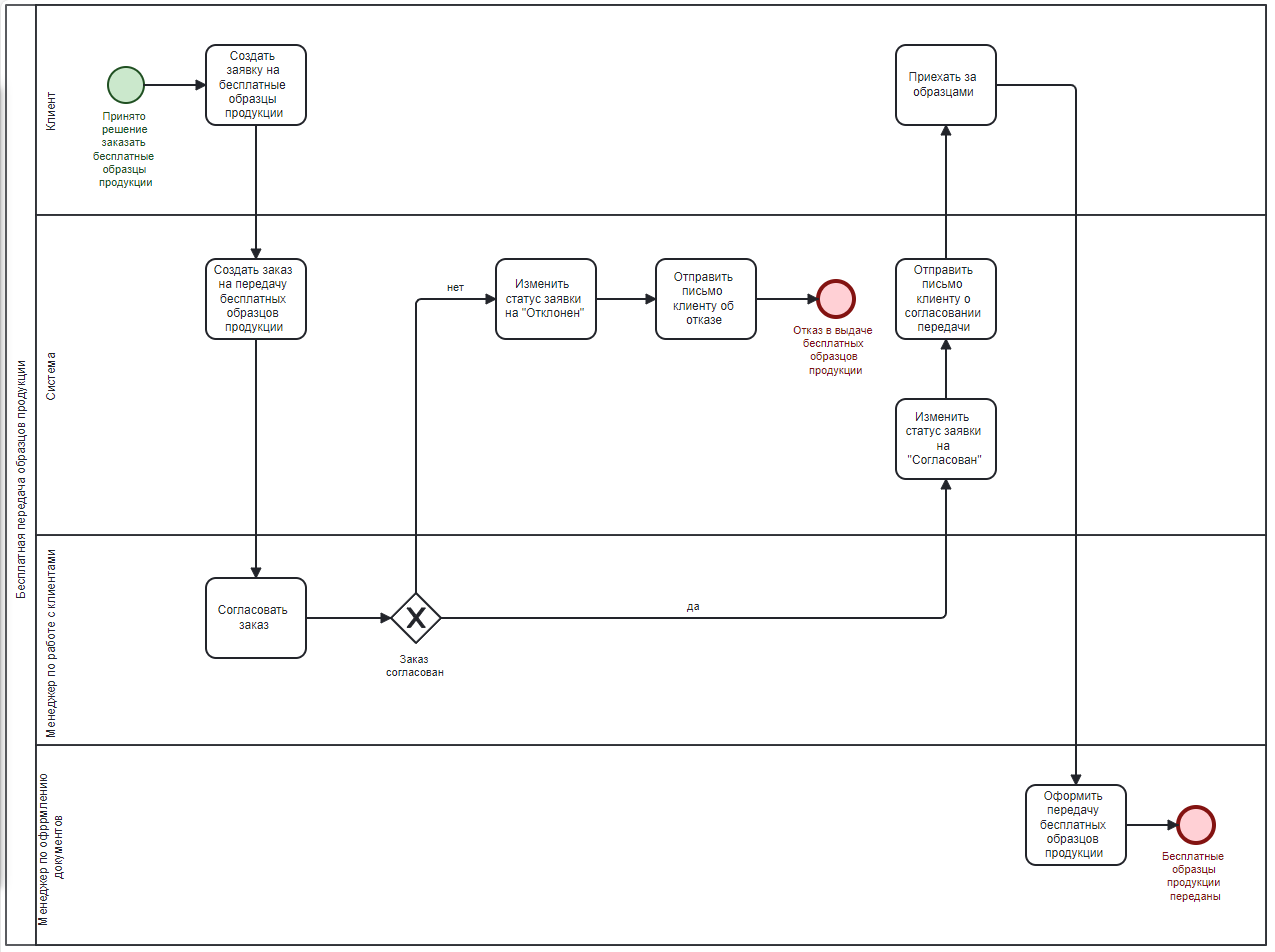 Бесплатная передача образцов продукции
Клиент
Принято
решение
заказать
бесплатные
образцы
продукции
Создать
заявку на
бесплатные
образцы
продукции
Приехать за
образцами
Система
Создать заказ
на передачу
бесплатных
образцов
продукции
нет
Изменить
статус заявки
на "Отклонен"
Отправить
письмо
клиенту об
отказе
Отказ в выдаче
бесплатных
образцов
продукции
Отправить
письмо
клиенту о
согласовании
передачи
Изменить
статус заявки
на
"Согласован"
Менеджер по работе с клиентами
Согласовать
заказ
Заказ
согласован
да
Менеджер по офррмлению
документов
Оформить
передачу
бесплатных
образцов
продукции
Бесплатные
образцы
продукции
переданы